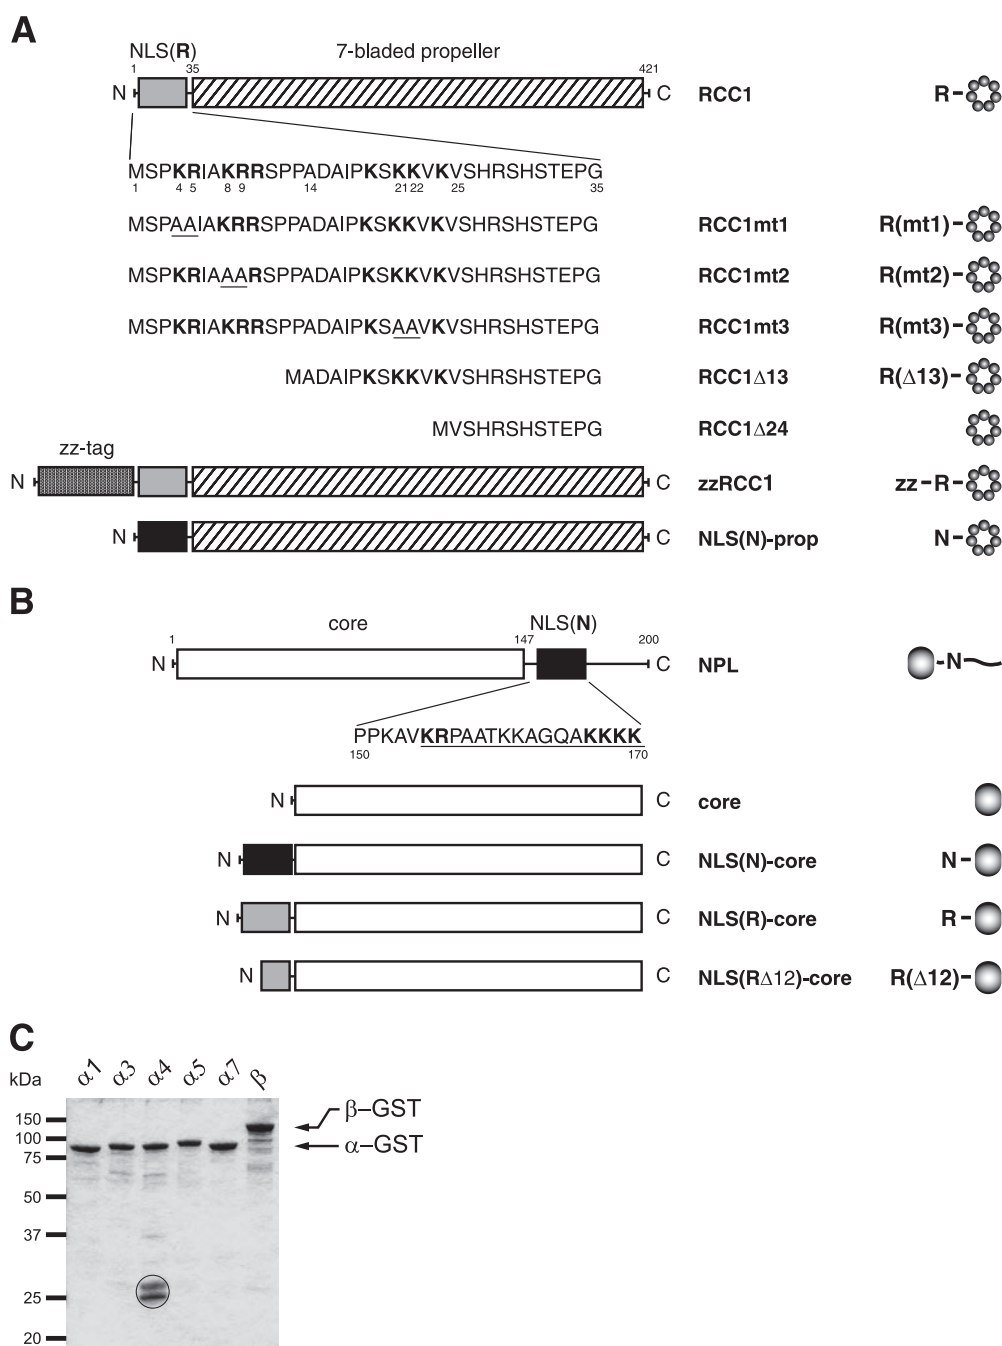 A
NLS(R) 7-bladed propeller
1 35 421
N C RCC1 R
MSPKRIAKRRSPPADAIPKSKKVKVSHRSHSTEPG
1 4 5 8 9 14 21 22 25 35
MSPAAIAKRRSPPADAIPKSKKVKVSHRSHSTEPG RCC1mt1 R(mt1)
MSPKRIAAARSPPADAIPKSKKVKVSHRSHSTEPG RCC1mt2 R(mt2)
MSPKRIAKRRSPPADAIPKSAAVKVSHRSHSTEPG RCC1mt3 R(mt3)
MADAIPKSKKVKVSHRSHSTEPG RCC1Δ13 R(Δ13)
MVSHRSHSTEPG RCC1Δ24
zz-tag
N C zzRCC1 zz–R
N C NLS(N)-prop N
B
core NLS(N)
1 147 200
N C NPL N
PPKAVKRPAATKKAGQAKKKK
150 170
N C core
N C NLS(N)-core N
N C NLS(R)-core R
N C NLS(RΔ12)-core R(Δ12)
C
kDa α1 α3 α4 α5 α7 β
150
100
75
50
37
25
20
β–GST
α–GST